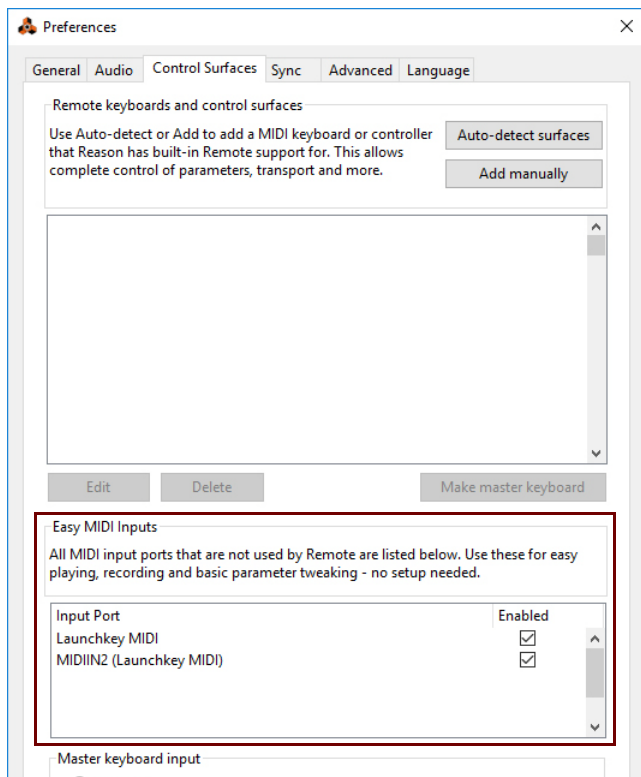 Preferences
General Audio Control Surfaces Sync Advanced Language
Remote keyboards and control surfaces
Use Auto-detect or Add to add a MIDI keyboard or controller
that Reason has built-in Remote support for. This allows
complete control of parameters, transport and more.
Auto-detect surfaces
Add manually
Edit Delete Make master keyboard
Easy MIDI Inputs
All MIDI input ports that are not used by Remote are listed below. Use these for easy
playing, recording and basic parameter tweaking - no setup needed.
Input Port Enabled
Launchkey MIDI
MIDIIN2 (Launchkey MIDI)
Master keyboard input